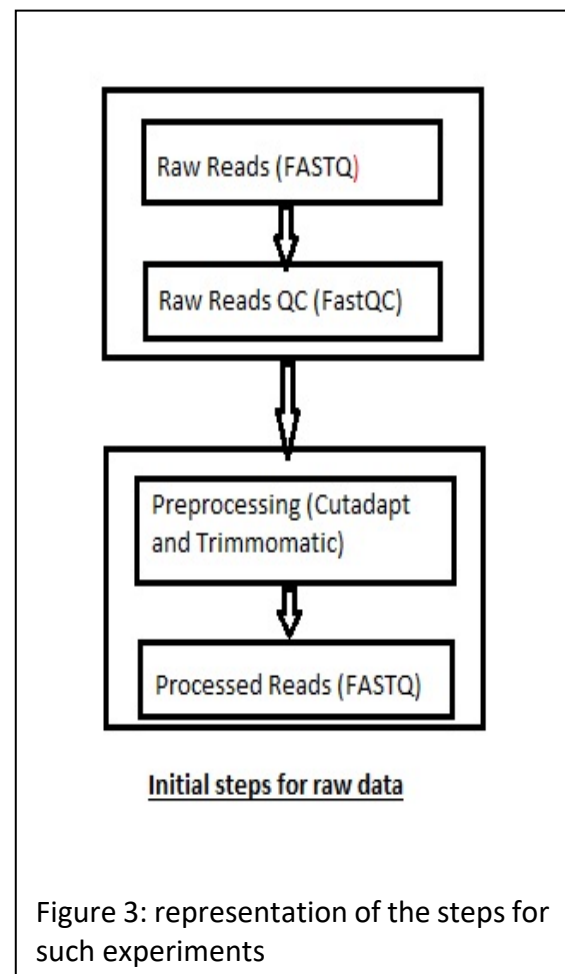 Raw Reads (FASTQ)
Raw Reads QC (FastQC)
Preprocessing (Cutadapt
and Trimmomatic)
Processed Reads (FASTQ)
Initial steps for raw data
Figure 3: representation of the steps for
such experiments